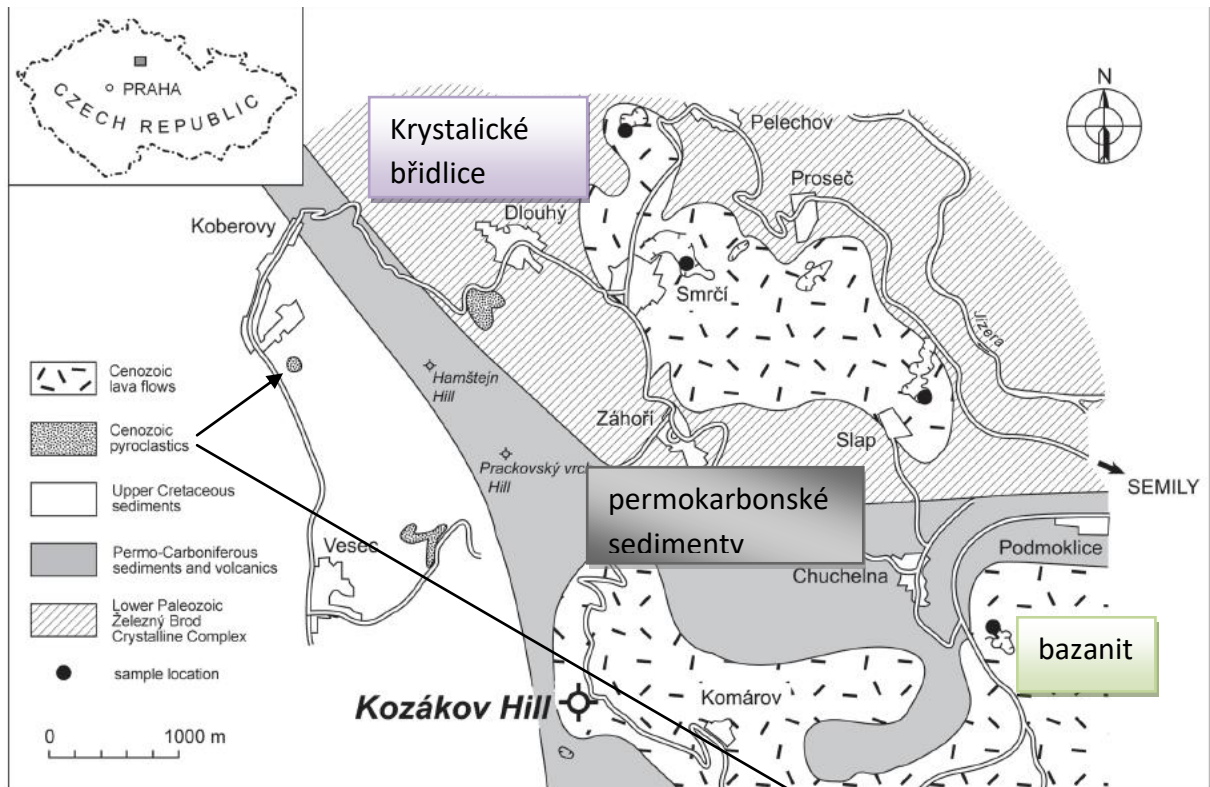 CZECH REPUBLIC
PRAHA
N
Krystalické
břidlice
Pelechov
Proseč
Koberovy
Dlouhý
Smrčí
Jizera
Cenozoic
lava flows
Hamštejn
Hill
Cenozoic
pyroclastics
Záhoří
Slap
Prackovský vrch
Hill
SEMILY
Upper Cretaceous
sediments
permokarbonské
sedimenty
Vesec
Podmoklice
Permo-Carboniferous
sediments and volcanics
Chuchelna
Lower Paleozoic
Železný Brod
Crystalline Complex
bazanit
sample location
Kozákov Hill
Komárov
0 1000 m